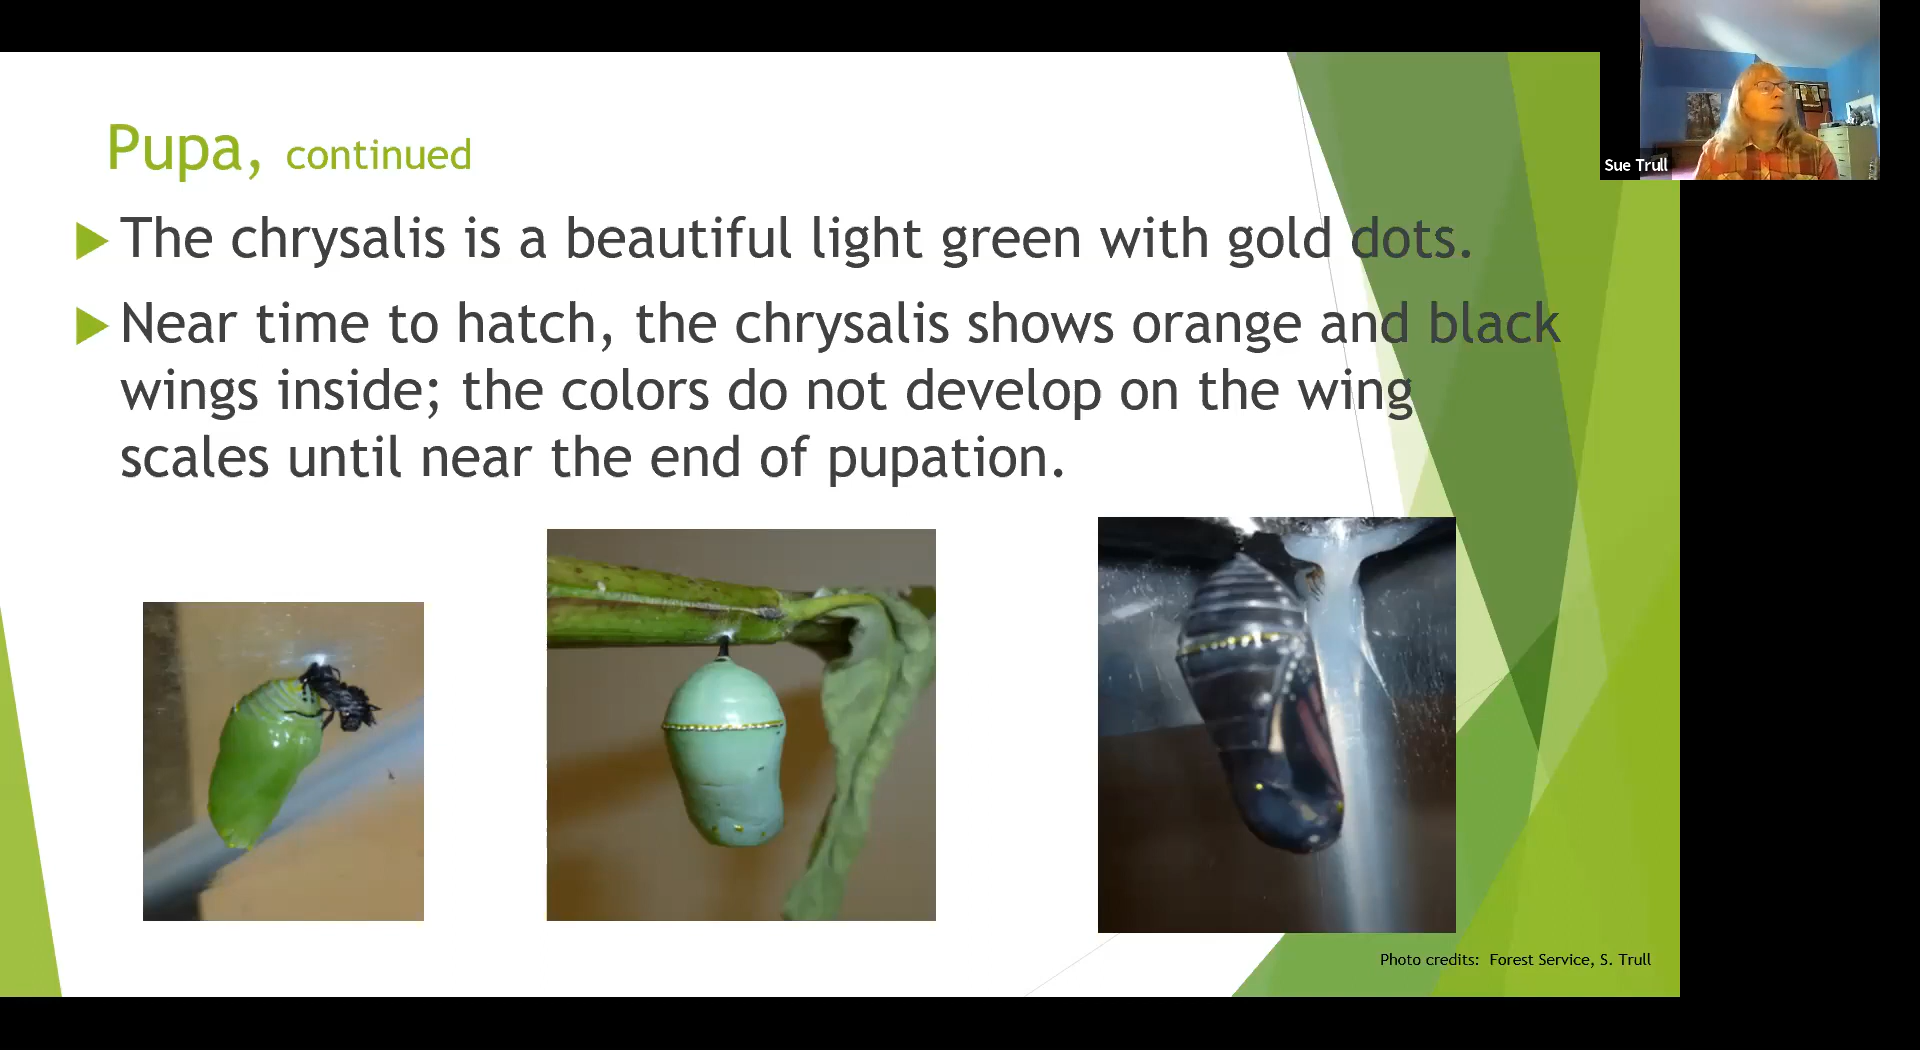 Pupa, continued
The chrysalis is a beautiful light green with gold dots.
Near time to hatch, the chrysalis shows orange and black
wings inside; the colors do not develop on the wing
scales until near the end of pupation.
Photo credits: Forest Service, S. Trull
Sue Trull